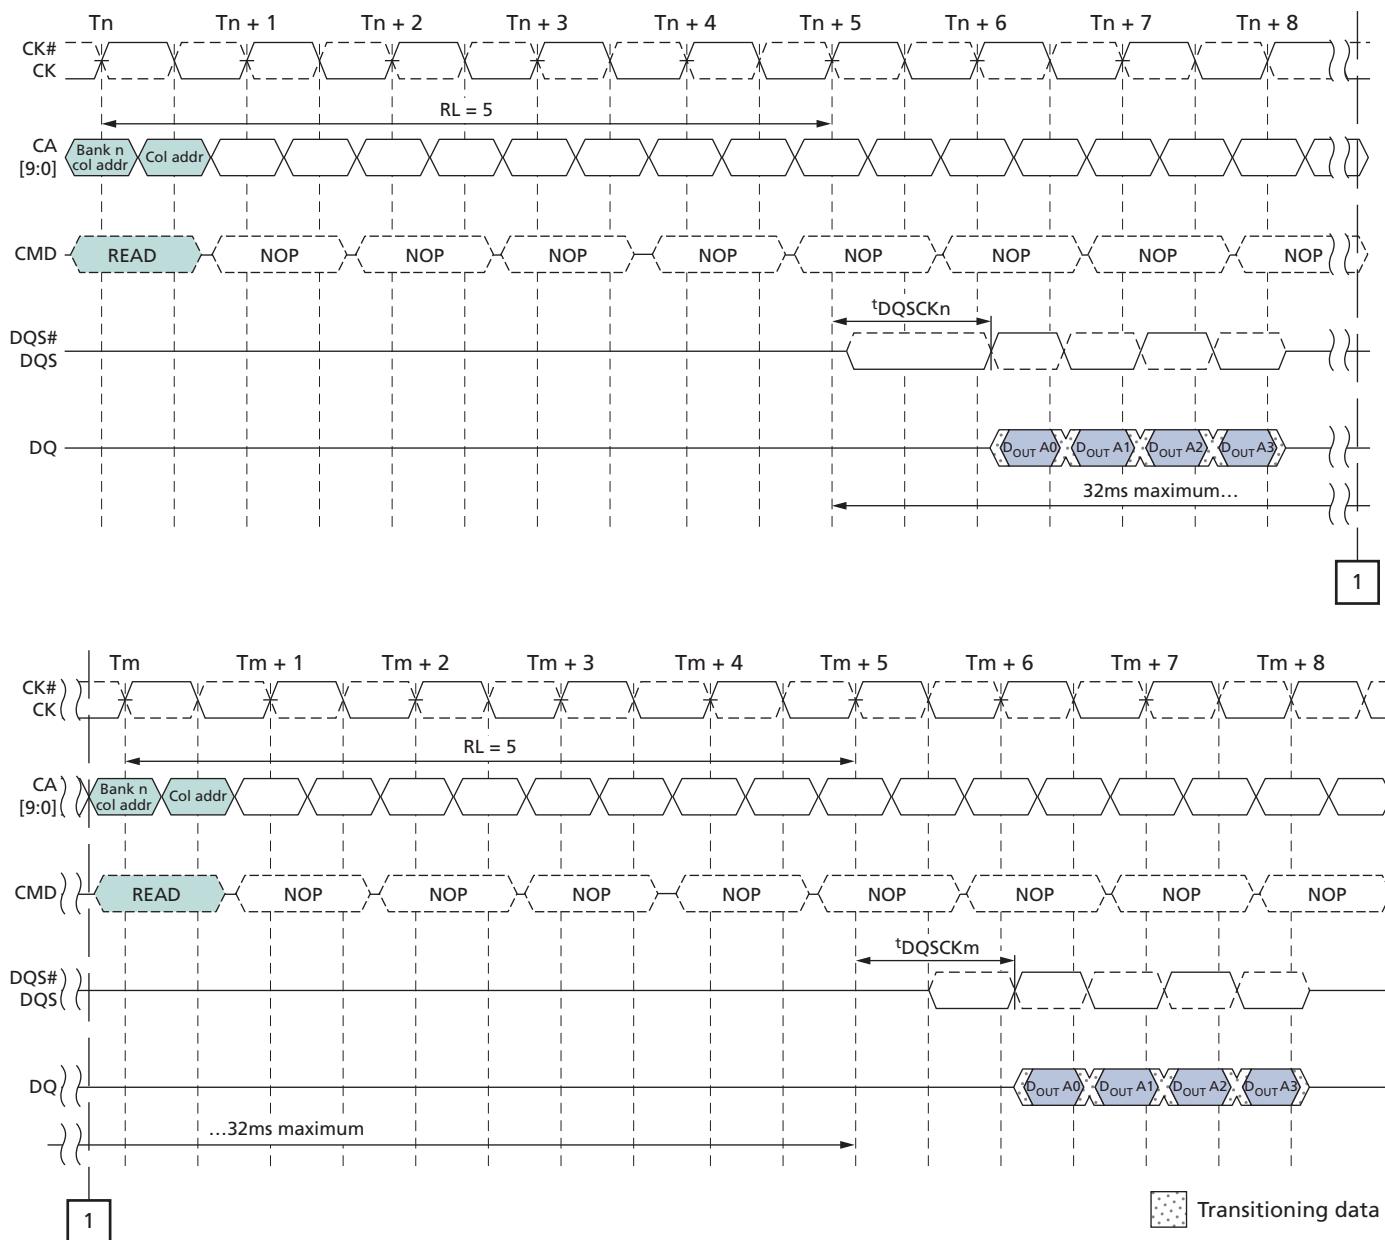 Tn Tn + 1 Tn + 2 Tn + 3 Tn + 4 Tn + 5 Tn + 6 Tn + 7 Tn + 8
CK#
CK
RL = 5
CA
[9:0]
Bank n
col addr
Col addr
CMD READ NOP NOP NOP NOP NOP NOP NOP NOP
tDQSCKn
DQS#
DQS
DQ DOUT A0 DOUT A1 DOUT A2 DOUT A3
32ms maximum…
1
Tm Tm + 1 Tm + 2 Tm + 3 Tm + 4 Tm + 5 Tm + 6 Tm + 7 Tm + 8
CK#
CK
RL = 5
CA
[9:0]
Bank n
col addr
Col addr
CMD READ NOP NOP NOP NOP NOP NOP NOP NOP
tDQSCKm
DQS#
DQS
DQ DOUT A0 DOUT A1 DOUT A2 DOUT A3
…32ms maximum
1
Transitioning data